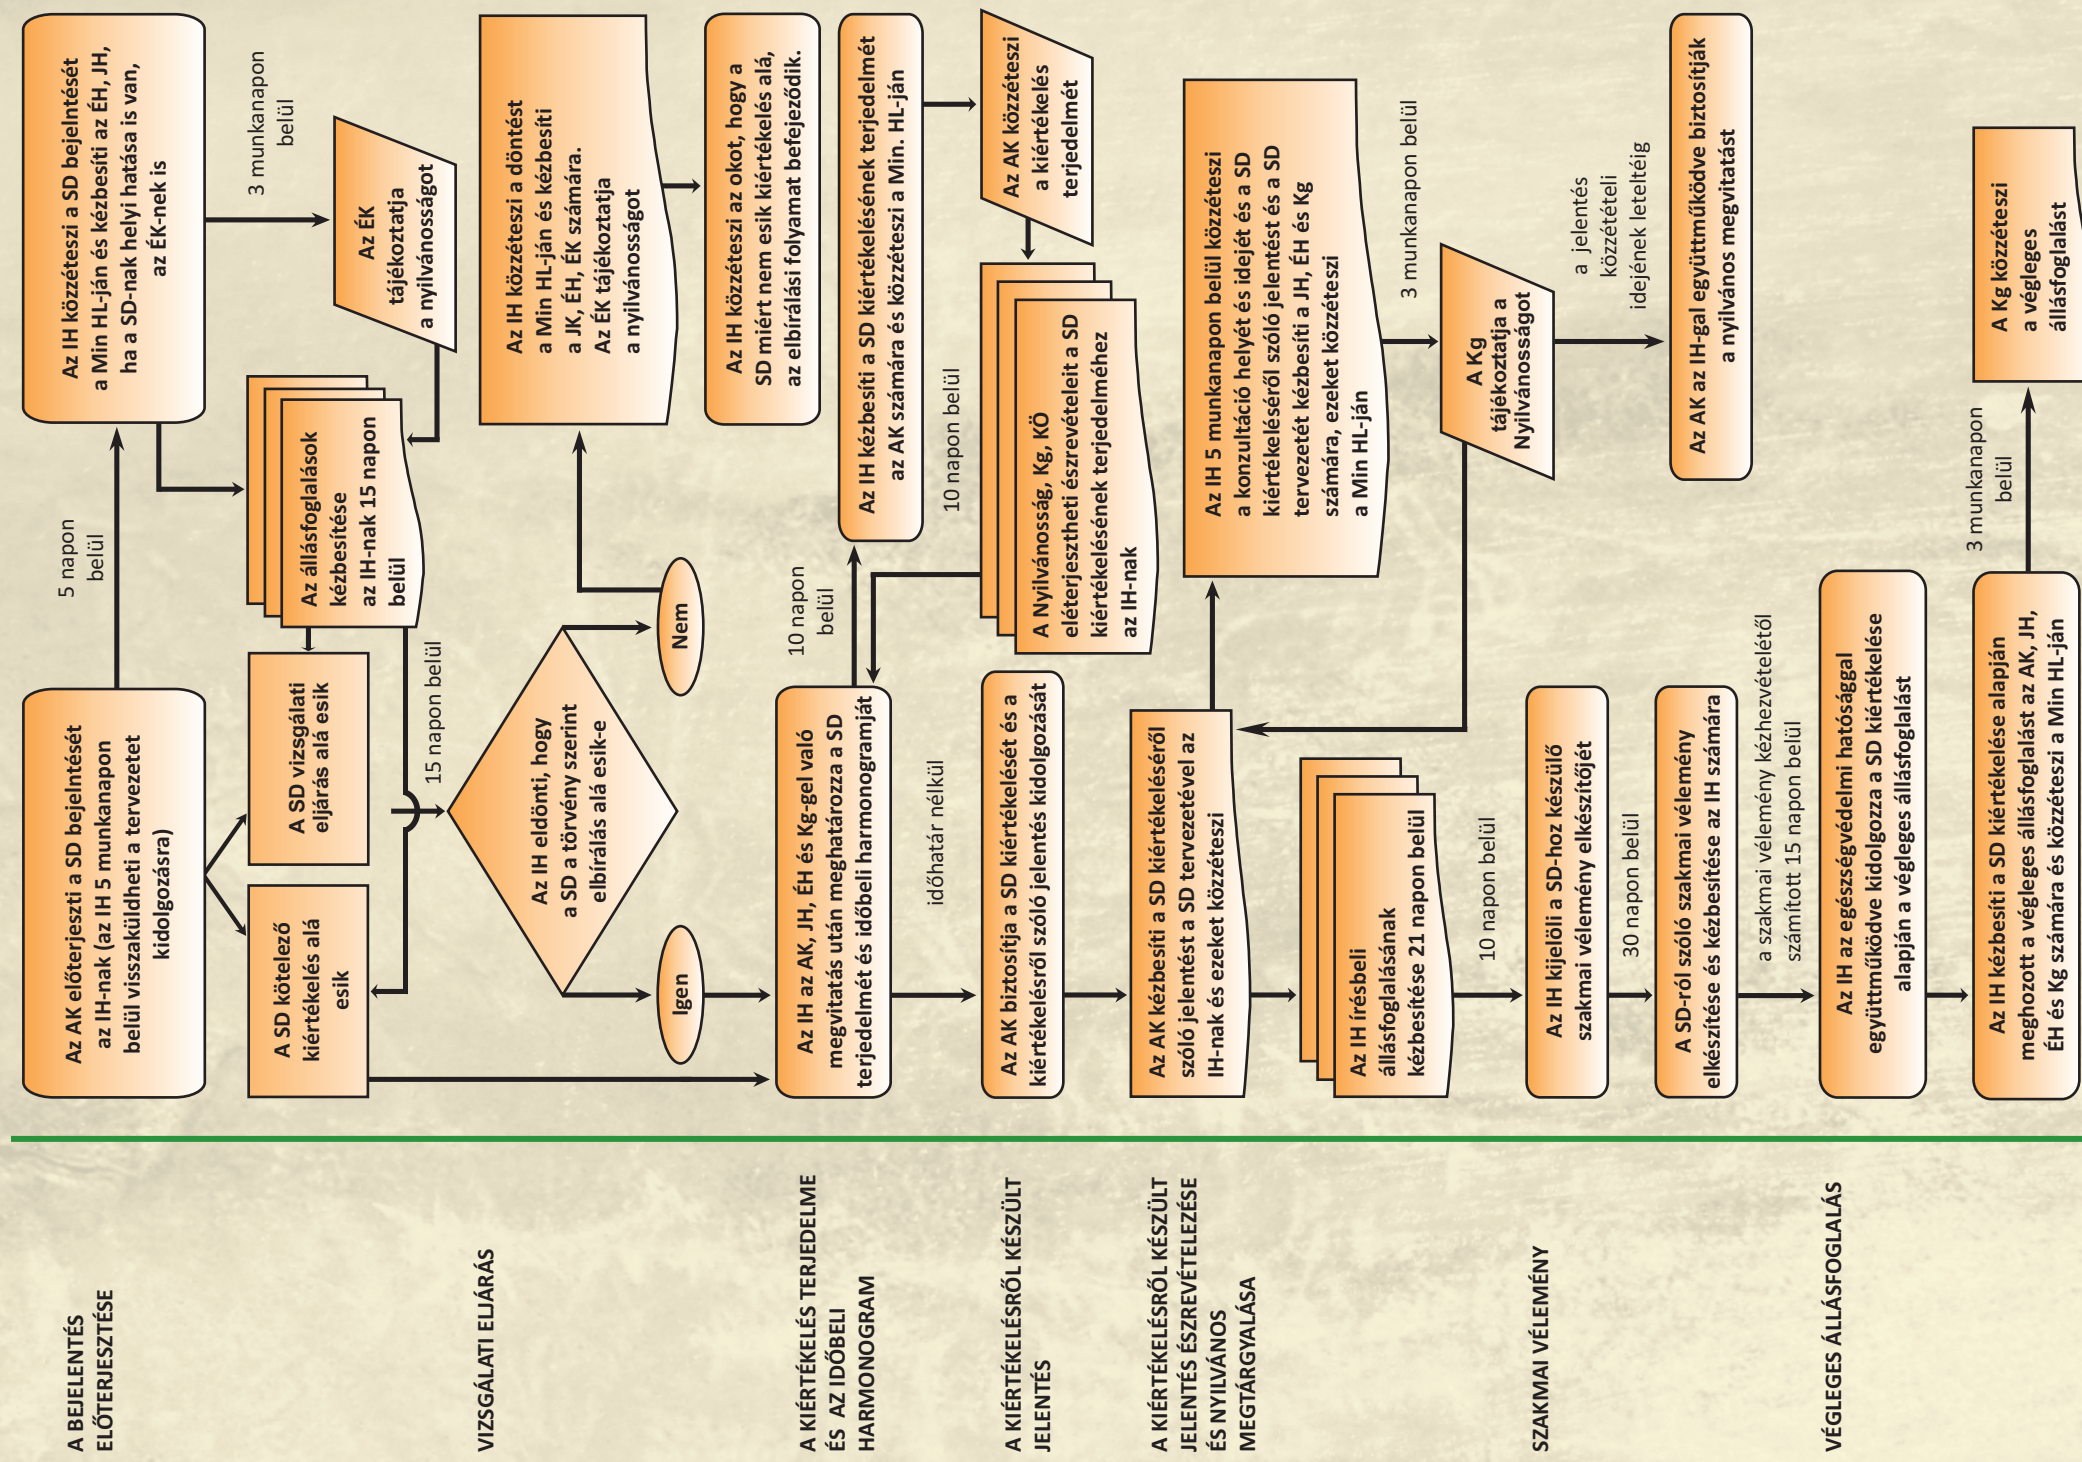 A BEJELENTÉS
ELŐTERJESZTÉSE
Az AK előterjeszti a SD bejelntését
az IH-nak (az IH 5 munkanapon
belül visszaküldheti a tervezetet
kidolgozásra)
5 napon
belül
Az IH közzéteszi a SD bejelntését
a Min HL-ján és kézbesíti az ÉH, JH,
ha a SD-nak helyi hatása is van,
az ÉK-nek is
3 munkanapon
belül
Az ÉK
tájékoztatja
a nyilvánosságot
Az állásfoglalások
kézbesítése
az IH-nak 15 napon
belül
A SD vizsgálati
eljárás alá esik
A SD kötelező
kiértékelés alá
esik
VIZSGÁLATI ELJÁRÁS
15 napon belül
Az IH eldönti, hogy
a SD a törvény szerint
elbírálás alá esik-e
Igen
Nem
Az IH közzéteszi a döntést
a Min HL-ján és kézbesíti
a JK, ÉH, ÉK számára.
Az ÉK tájékoztatja
a nyilvánosságot
Az IH közzéteszi az okot, hogy a
SD miért nem esik kiértékelés alá,
az elbírálási folyamat befejeződik.
A KIÉRTÉKELÉS TERJEDELME
ÉS  AZ IDŐBELI
HARMONOGRAM
Az IH az AK, JH, ÉH és Kg-gel való
megvitatás után meghatározza a SD
terjedelmét és időbeli harmonogramját
10 napon
belül
Az IH kézbesíti a SD kiértékelésének terjedelmét
az AK számára és közzéteszi a Min. HL-ján
Az AK közzéteszi
a kiértékelés
terjedelmét
10 napon belül
A Nyilvánosság, Kg, KÖ
eléterjesztheti észrevételeit a SD
kiértékelésének terjedelméhez
az IH-nak
időhatár nélkül
A KIÉRTÉKELÉSRŐL KÉSZÜLT
JELENTÉS
Az AK biztosítja a SD kiértékelését és a
kiértékelésről szóló jelentés kidolgozását
A KIÉRTÉKELÉSRŐL KÉSZÜLT
JELENTÉS ÉSZREVÉTELEZÉSE
ÉS NYILVÁNOS
MEGTÁRGYALÁSA
Az AK kézbesíti a SD kiértékeléséről
szóló jelentést a SD tervezetével az
IH-nak és ezeket közzéteszi
Az IH 5 munkanapon belül közzéteszi
a konzultáció helyét és idejét és a SD
kiértékeléséről szóló jelentést és a SD
tervezetét kézbesíti a JH, ÉH és Kg
számára, ezeket közzéteszi
a Min HL-ján
3 munkanapon belül
A Kg
tájékoztatja a
Nyilvánosságot
a jelentés
közzétételi
idejének leteltéig
Az AK az IH-gal együttműködve biztosítják
a nyilvános megvitatást
Az IH írésbeli
állásfoglalásának
kézbesítése 21 napon belül
10 napon belül
SZAKMAI VÉLEMÉNY
Az IH kijelöli a SD-hoz készülő
szakmai vélemény elkészítőjét
30 napon belül
A SD-ról szóló szakmai vélemény
elkészítése és kézbesítése az IH számára
a szakmai vélemény kézhezvételétől
számított 15 napon belül
VÉGLEGES ÁLLÁSFOGLALÁS
Az IH az egészségvédelmi hatósággal
együttműködve kidolgozza a SD kiértékelése
alapján a végleges állásfoglalást
Az IH kézbesíti a SD kiértékelése alapján
meghozott a végleges állásfoglalást az AK, JH,
ÉH és Kg számára és közzéteszi a Min HL-ján
3 munkanapon
belül
A Kg közzéteszi
a végleges
állásfoglalást